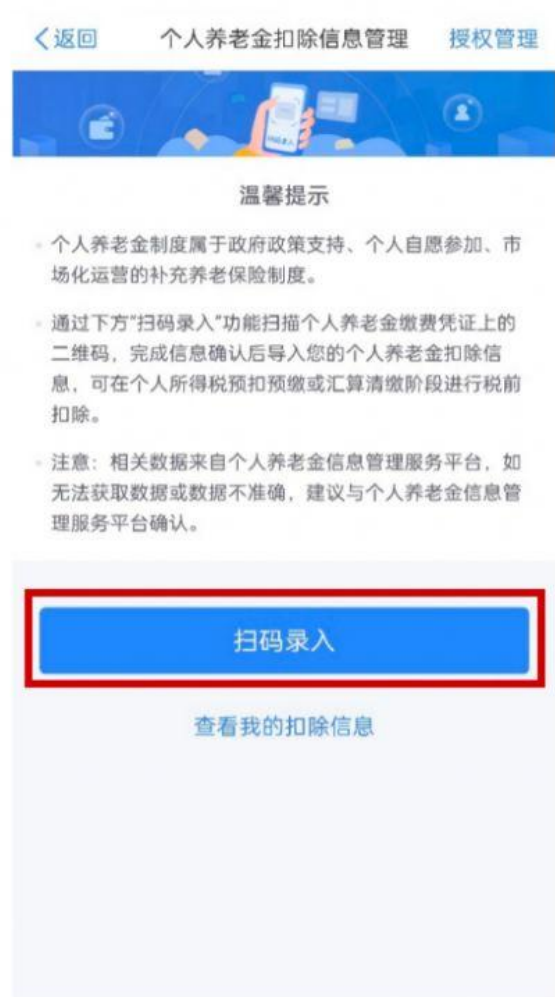 返回 个人养老金扣除信息管理 授权管理
温馨提示
个人养老金制度属于政府政策支持、个人自愿参加、市
场化运营的补充养老保险制度。
通过下方“扫码录入”功能扫描个人养老金缴费凭证上的
二维码，完成信息确认后导入您的个人养老金扣除信
息，可在个人所得税预扣预缴或汇算清缴阶段进行税前
扣除。
注意：相关数据来自个人养老金信息管理服务平台，如
无法获取数据或数据不准确，建议与个人养老金信息管
理服务平台确认。
扫码录入
查看我的扣除信息